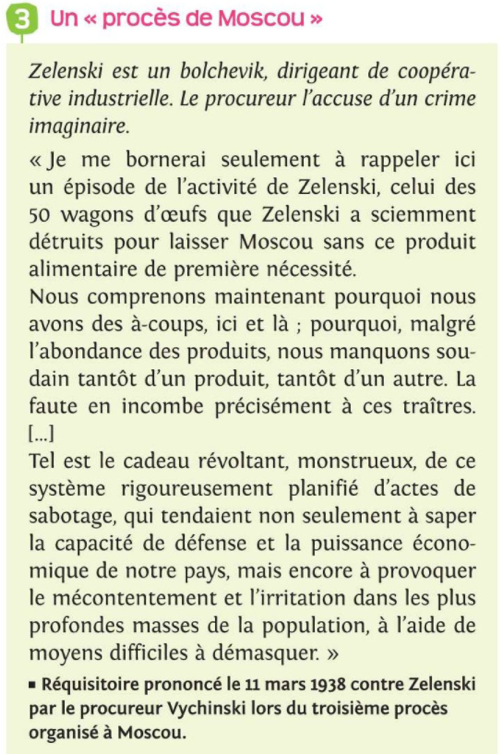 3 Un « procès de Moscou »
Zelenski est un bolchevik, dirigeant de coopéra-
tive industrielle. Le procureur l'accuse d'un crime
imaginaire.
« Je me bornerai seulement à rappeler ici
un épisode de l'activité de Zelenski, celui des
50 wagons d'œufs que Zelenski a sciemment
détruits pour laisser Moscou sans ce produit
alimentaire de première nécessité.
Nous comprenons maintenant pourquoi nous
avons des à-coups, ici et là ; pourquoi, malgré
l'abondance des produits, nous manquons sou-
dain tantôt d'un produit, tantôt d'un autre. La
faute en incombe précisément à ces traîtres.
[...]
Tel est le cadeau révoltant, monstrueux, de ce
système rigoureusement planifié d'actes de
sabotage, qui tendaient non seulement à saper
la capacité de défense et la puissance écono-
mique de notre pays, mais encore à provoquer
le mécontentement et l'irritation dans les plus
profondes masses de la population, à l'aide de
moyens difficiles à démasquer. »
▪ Réquisitoire prononcé le 11 mars 1938 contre Zelenski
par le procureur Vychinski lors du troisième procès
organisé à Moscou.